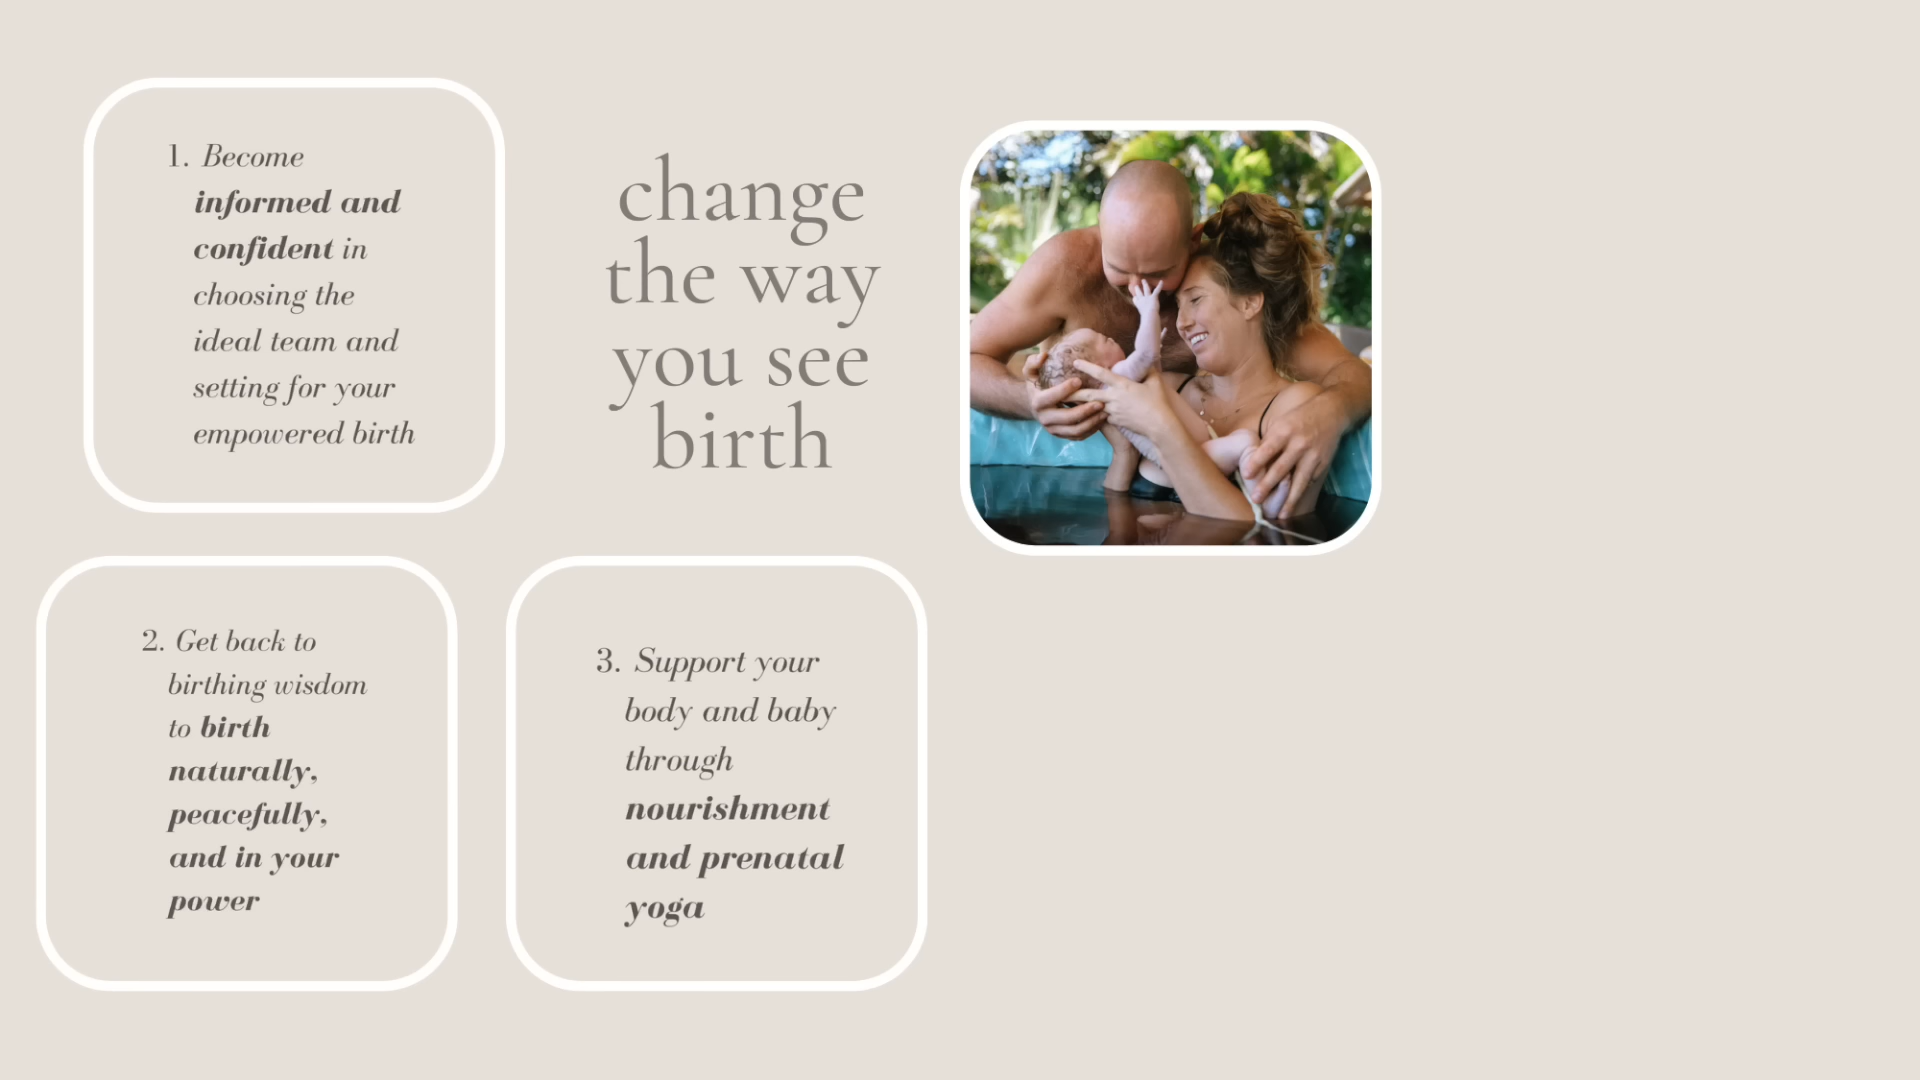 1. Become
informed and
confident in
choosing the
ideal team and
setting for your
empowered birth
change
the way
you see
birth
2. Get back to
birthing wisdom
to birth
naturally,
peacefully,
and in your
power
3. Support your
body and baby
through
nourishment
and prenatal
yoga